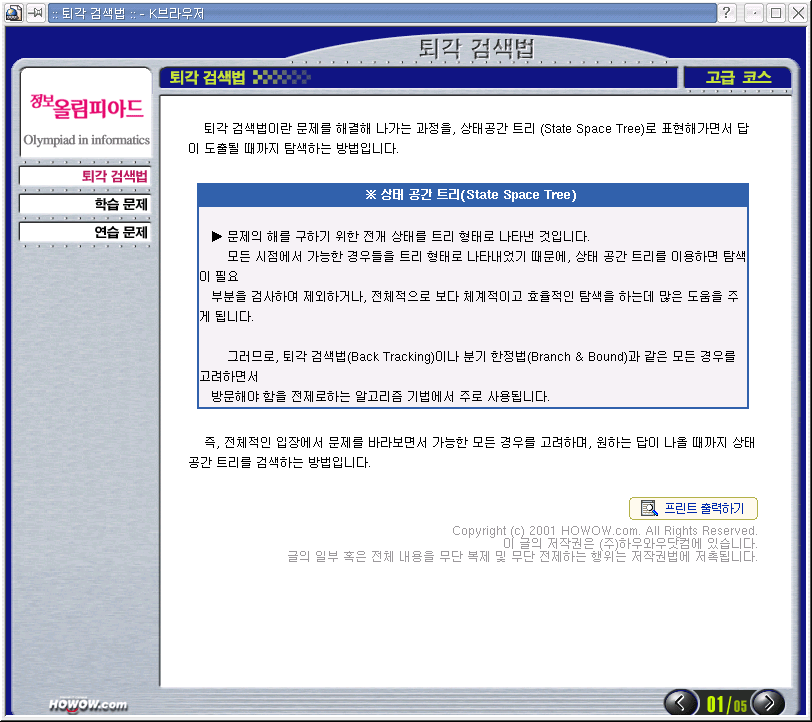 :: 퇴각 검색법 :: - K브라우저
퇴각 검색법
정보올림피아드
Olympiad in informatics
퇴각 검색법
학습 문제
연습 문제
퇴각 검색법
고급 코스
퇴각 검색법이란 문제를 해결해 나가는 과정을, 상태공간 트리 (State Space Tree)로 표현해가면서 답
이 도출될 때까지 탐색하는 방법입니다.
※ 상태 공간 트리(State Space Tree)
▶ 문제의 해를 구하기 위한 전개 상태를 트리 형태로 나타낸 것입니다.
모든 시점에서 가능한 경우들을 트리 형태로 나타내었기 때문에, 상태 공간 트리를 이용하면 탐색
이 필요
부분을 검사하여 제외하거나, 전체적으로 보다 체계적이고 효율적인 탐색을 하는데 많은 도움을 주
게 됩니다.
그러므로, 퇴각 검색법(Back Tracking)이나 분기 한정법(Branch & Bound)과 같은 모든 경우를
고려하면서
방문해야 함을 전제로하는 알고리즘 기법에서 주로 사용됩니다.
즉, 전체적인 입장에서 문제를 바라보면서 가능한 모든 경우를 고려하며, 원하는 답이 나올 때까지 상태
공간 트리를 검색하는 방법입니다.
프린트 출력하기
Copyright (c) 2001 HOWOW.com. All Rights Reserved.
이 글의 저작권은 (주)하우와우닷컴에 있습니다.
글의 일부 혹은 전체 내용을 무단 복제 및 무단 전제하는 행위는 저작권법에 저촉됩니다.
HOWOW.com
01/05